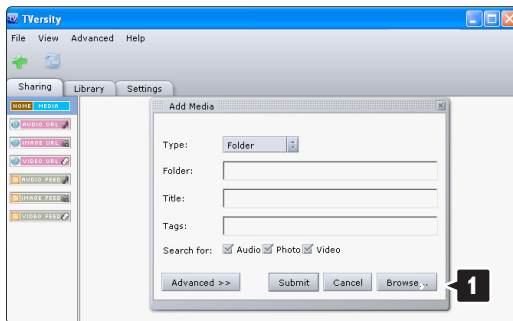 TVersity
File View Advanced Help
Sharing Library Settings
HOME MEDIA
AUDIO URL
IMAGE URL
VIDEO URL
AUDIO FEED
IMAGE FEED
VIDEO FEED
Add Media
Type: Folder
Folder:
Title:
Tags:
Search for: Audio Photo Video
Advanced >> Submit Cancel Browse...
1